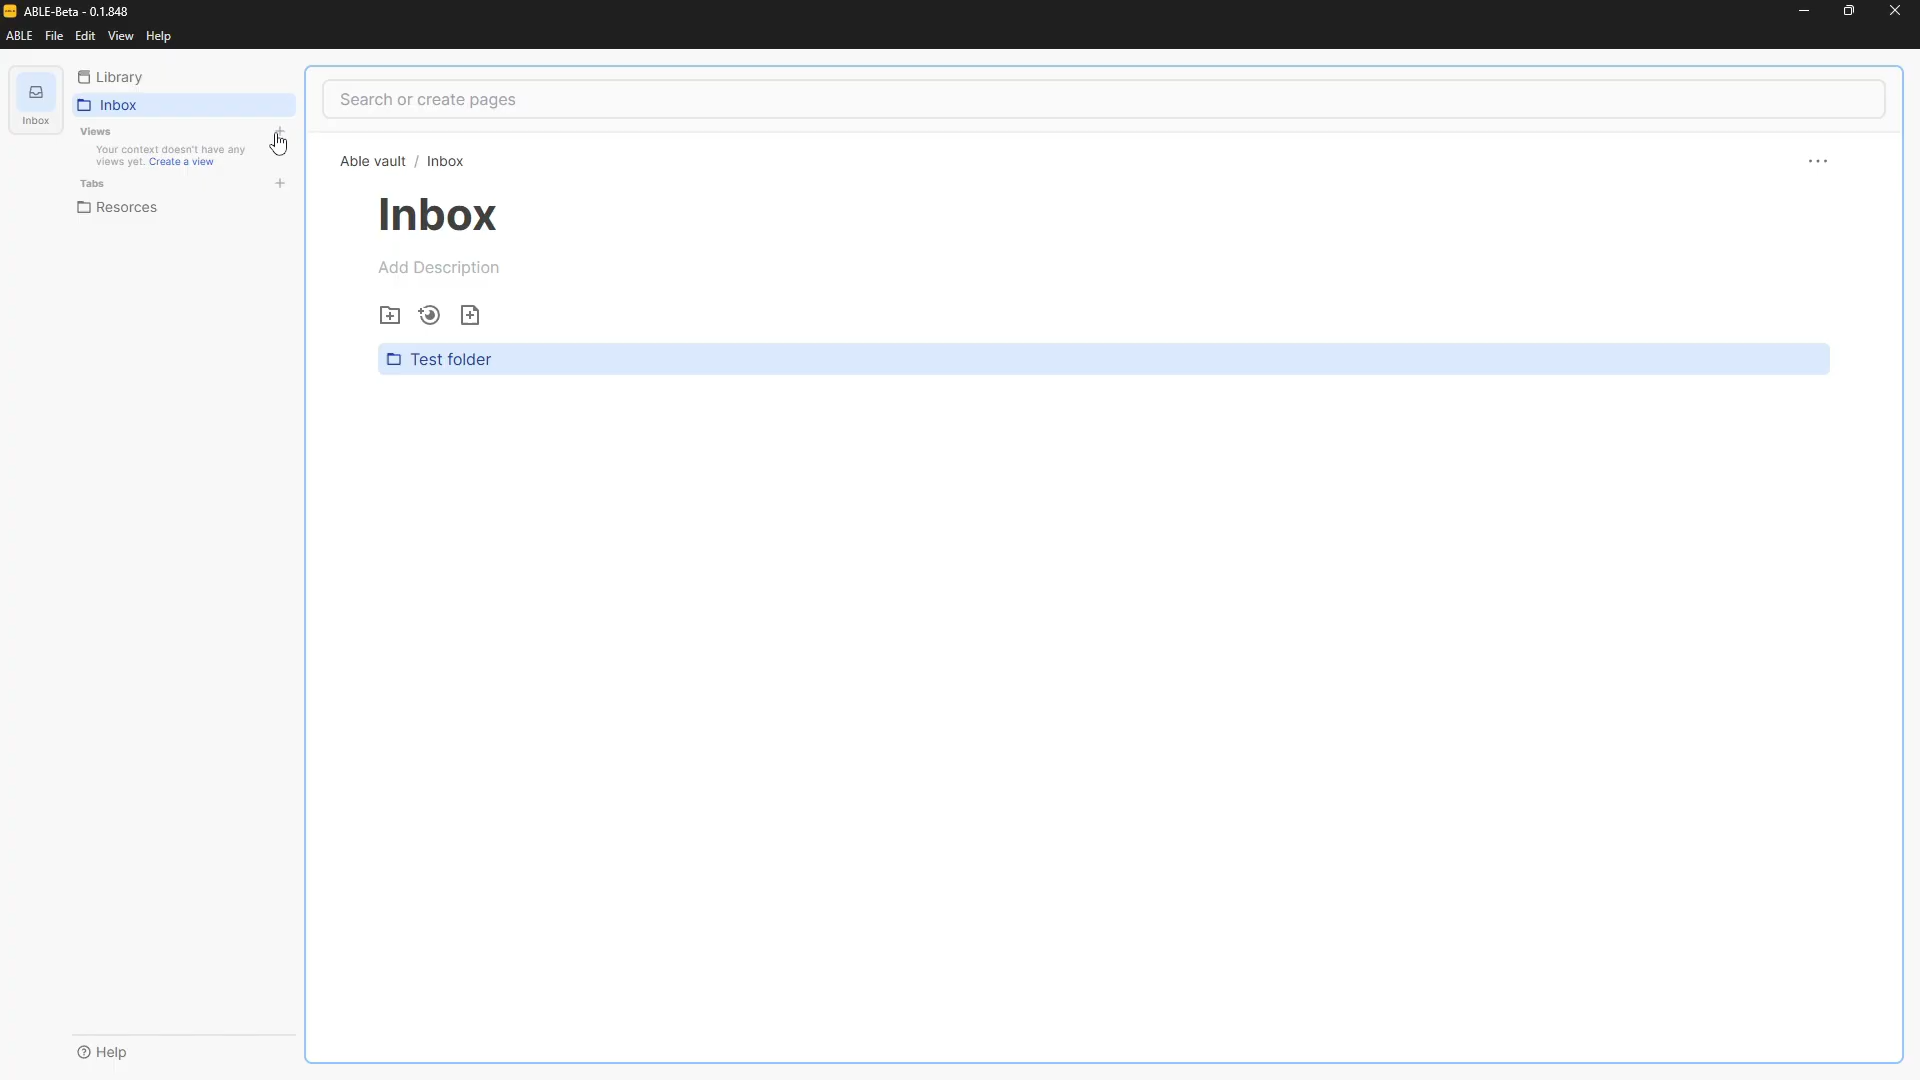 ABLE-Beta - 0.1.848
ABLE File Edit View Help
Inbox
Library
Inbox
Views
Your context doesn't have any
views yet. Create a view
Tabs
Resorces
Help
Search or create pages
Able vault / Inbox
Inbox
Add Description
Test folder